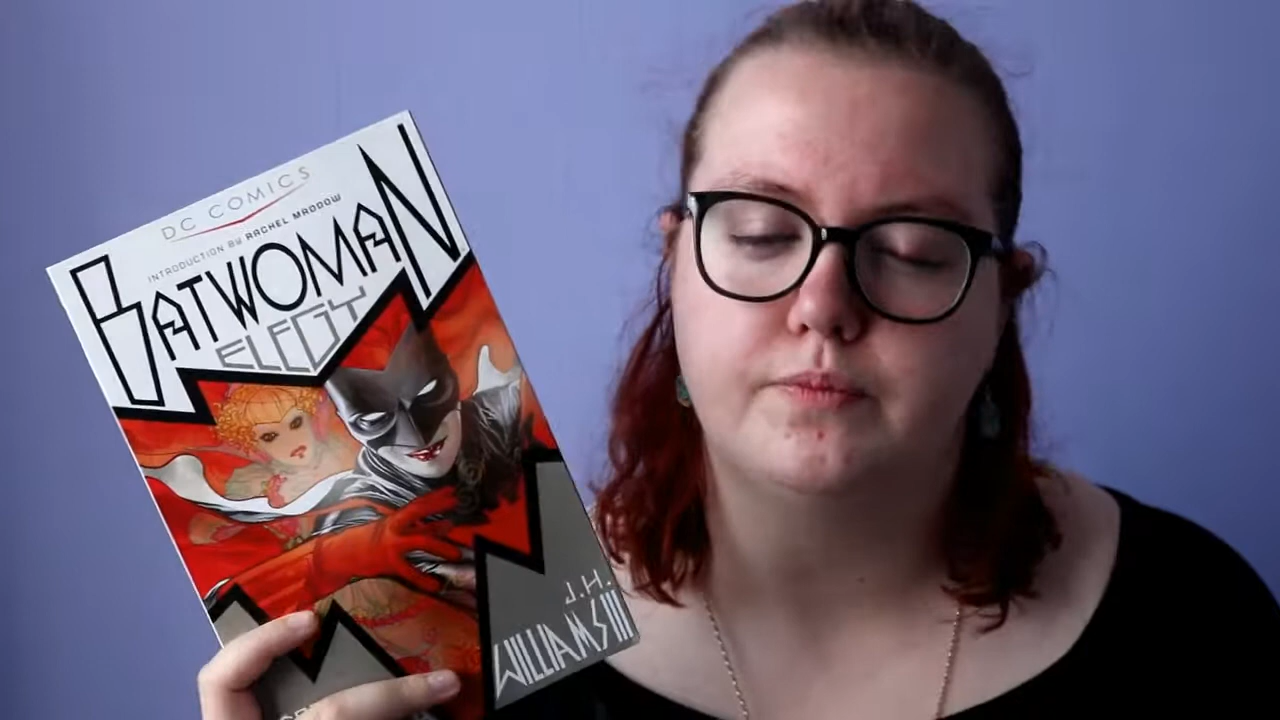 DC COMICS
INTRODUCTION BY RACHEL MADDOW
BATWOMAN
ELEGY
J.H.
WILLIAMS III